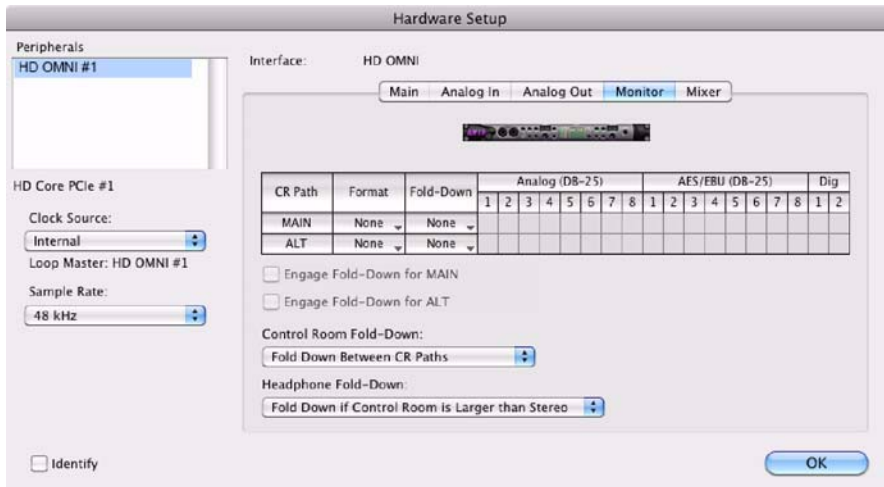 Hardware Setup
Peripherals
HD OMNI #1
HD Core PCIe #1
Clock Source:
Internal
Loop Master: HD OMNI #1
Sample Rate:
48 kHz
Identify
Interface: HD OMNI
Main Analog In Analog Out Monitor Mixer
CR Path Format Fold-Down Analog (DB-25) AES/EBU (DB-25) Dig
1 2 3 4 5 6 7 8 1 2 3 4 5 6 7 8 1 2
MAIN None None
ALT None None
Engage Fold-Down for MAIN
Engage Fold-Down for ALT
Control Room Fold-Down:
Fold Down Between CR Paths
Headphone Fold-Down:
Fold Down if Control Room is Larger than Stereo
OK